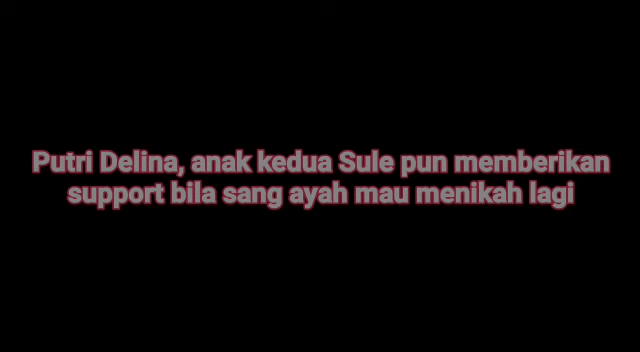 Putri Delina, anak kedua Sule pun memberikan
support bila sang ayah mau menikah lagi